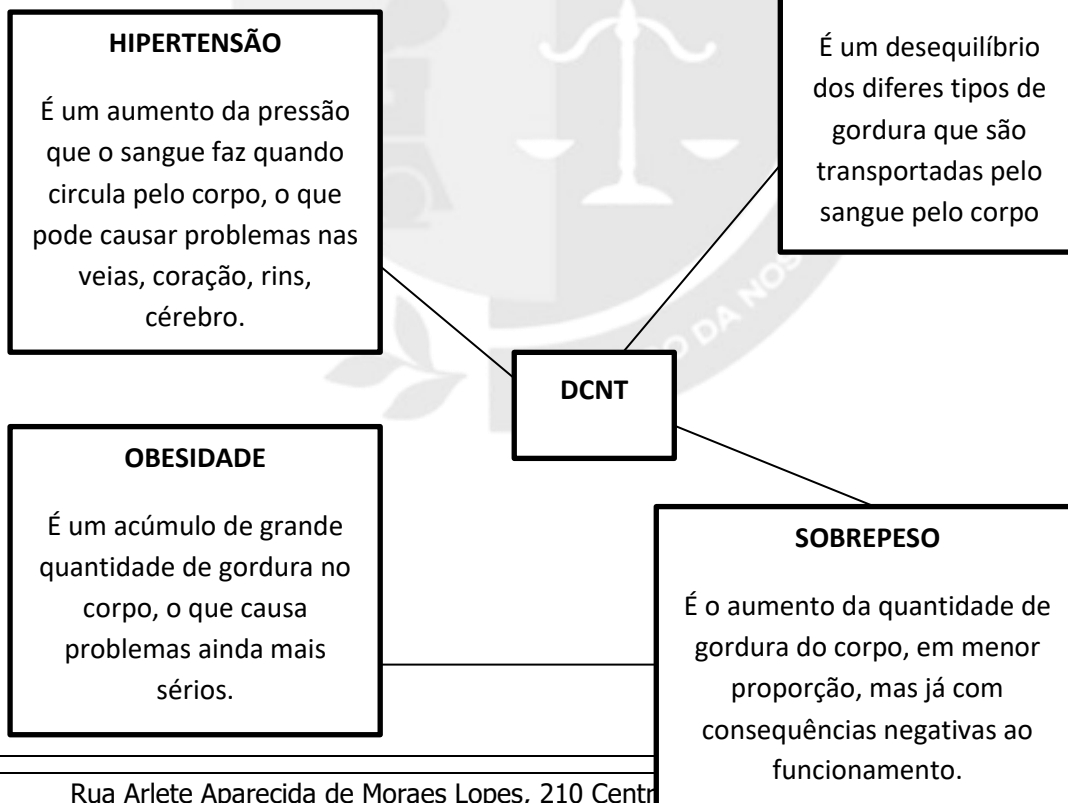 HIPERTENSÃO
É um aumento da pressão
que o sangue faz quando
circula pelo corpo, o que
pode causar problemas nas
veias, coração, rins,
cérebro.
É um desequilíbrio
dos diferes tipos de
gordura que são
transportadas pelo
sangue pelo corpo
DCNT
OBESIDADE
É um acúmulo de grande
quantidade de gordura no
corpo, o que causa
problemas ainda mais
sérios.
SOBREPESO
É o aumento da quantidade de
gordura do corpo, em menor
proporção, mas já com
consequências negativas ao
funcionamento.
Rua Arlete Aparecida de Moraes Lopes, 210